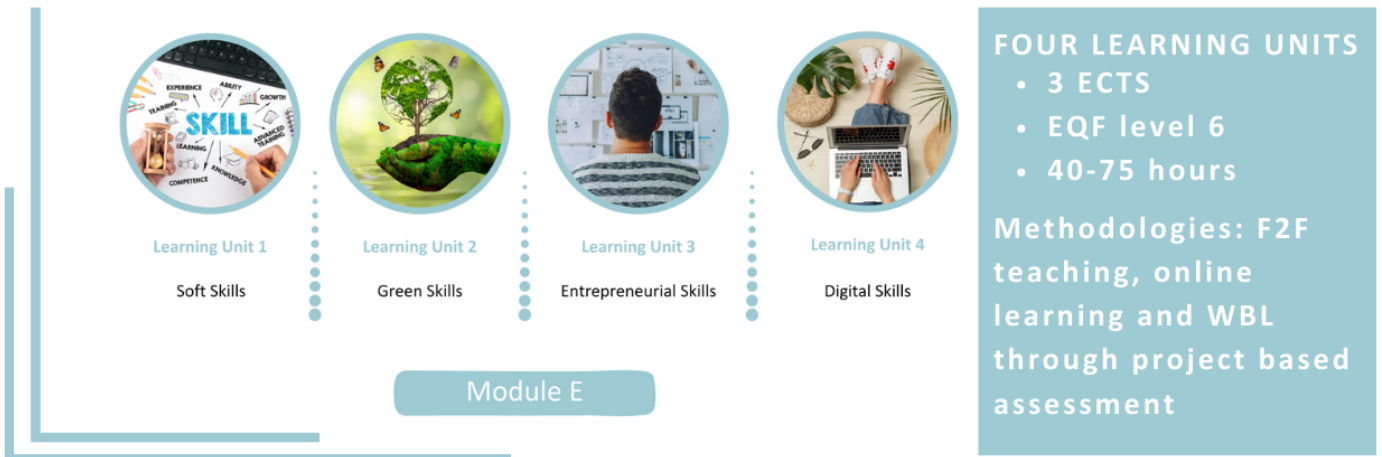 EXPERIENCE
ABILITY
GROWTH
TRAINING
SKILL
ADVANCED
TRAINING
LEARNING
COMPETENCE
KNOWLEDGE
Learning Unit 1
Soft Skills
Learning Unit 2
Green Skills
Learning Unit 3
Entrepreneurial Skills
Learning Unit 4
Digital Skills
Module E
FOUR LEARNING UNITS
• 3 ECTS
• EQF level 6
• 40-75 hours
Methodologies: F2F
teaching, online
learning and WBL
through project based
assessment